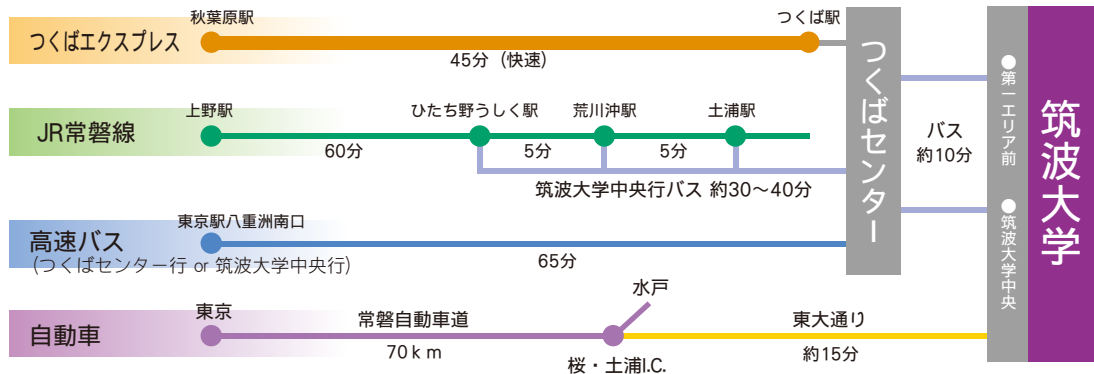 秋葉原駅
つくば駅
つくばエクスプレス
45分（快速）
上野駅
ひたち野うしく駅
荒川沖駅
土浦駅
JR常磐線
60分
5分
5分
筑波大学中央行バス 約30〜40分
東京駅八重洲南口
高速バス
(つくばセンター行 or 筑波大学中央行)
65分
水戸
東京
常磐自動車道
東大通り
自動車
70ｋｍ
桜・土浦I.C.
約15分
つくばセンター
バス
約10分
●第一エリア前
●筑波大学中央
筑波大学